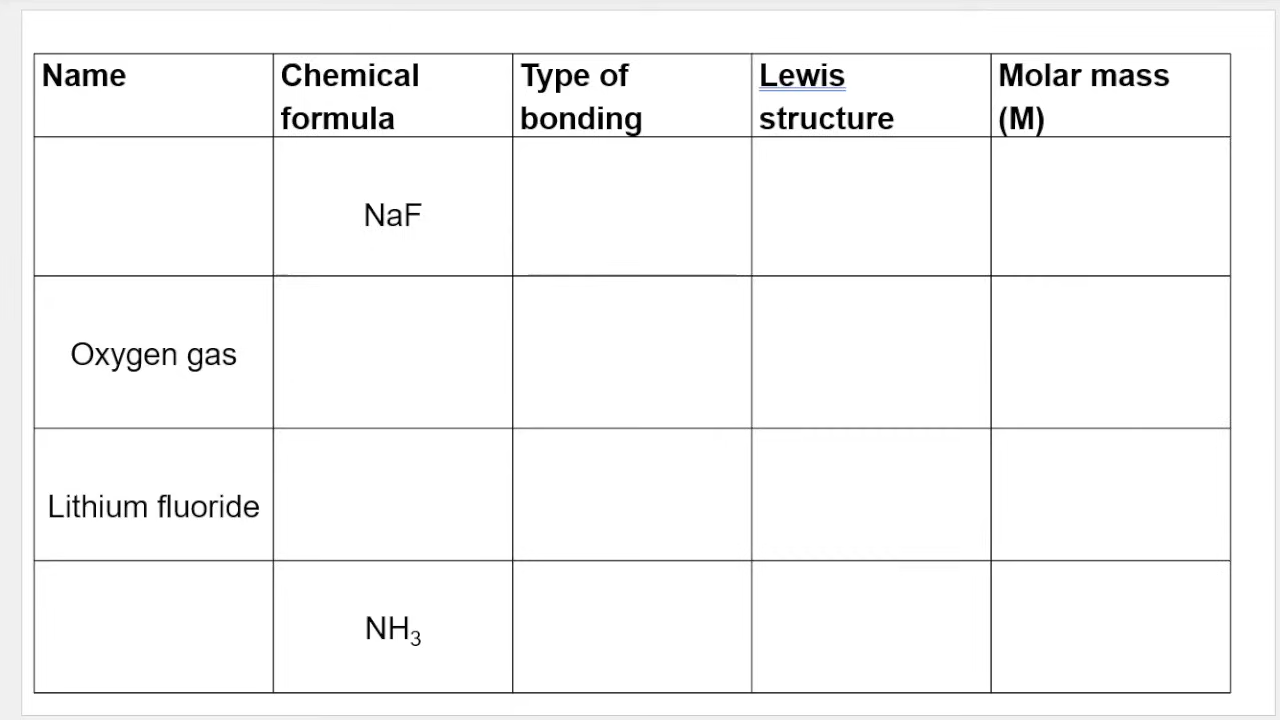 Name
Chemical
formula
Type of
bonding
Lewis
structure
Molar mass
(M)
NaF
Oxygen gas
Lithium fluoride
NH₃